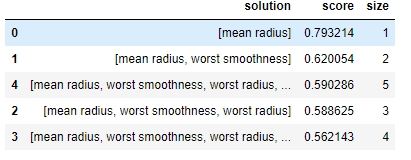 solution score size
0 [mean radius] 0.793214 1
1 [mean radius, worst smoothness] 0.620054 2
4 [mean radius, worst smoothness, worst radius, ... 0.590286 5
2 [mean radius, worst smoothness, worst radius] 0.588625 3
3 [mean radius, worst smoothness, worst radius, ... 0.562143 4